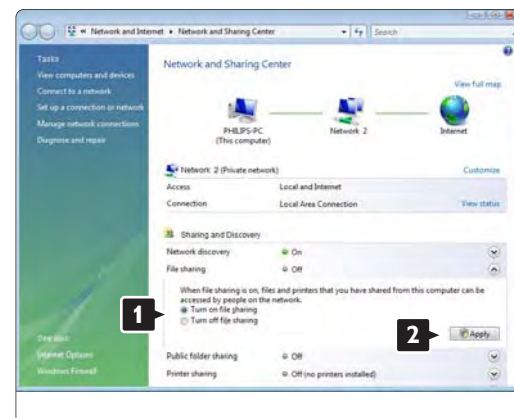 « Network and Internet ▸ Network and Sharing Center
Search
Tasks
View computers and devices
Connect to a network
Set up a connection or network
Manage network connections
Diagnose and repair
See also
Internet Options
Windows Firewall
Network and Sharing Center
View full map
PHILIPS-PC
(This computer)
Network 2
Internet
Network 2 (Private network)
Customize
Access Local and Internet
Connection Local Area Connection
View status
Sharing and Discovery
Network discovery On
File sharing Off
When file sharing is on, files and printers that you have shared from this computer can be
accessed by people on the network.
1
Turn on file sharing
Turn off file sharing
2
Apply
Public folder sharing Off
Printer sharing Off (no printers installed)